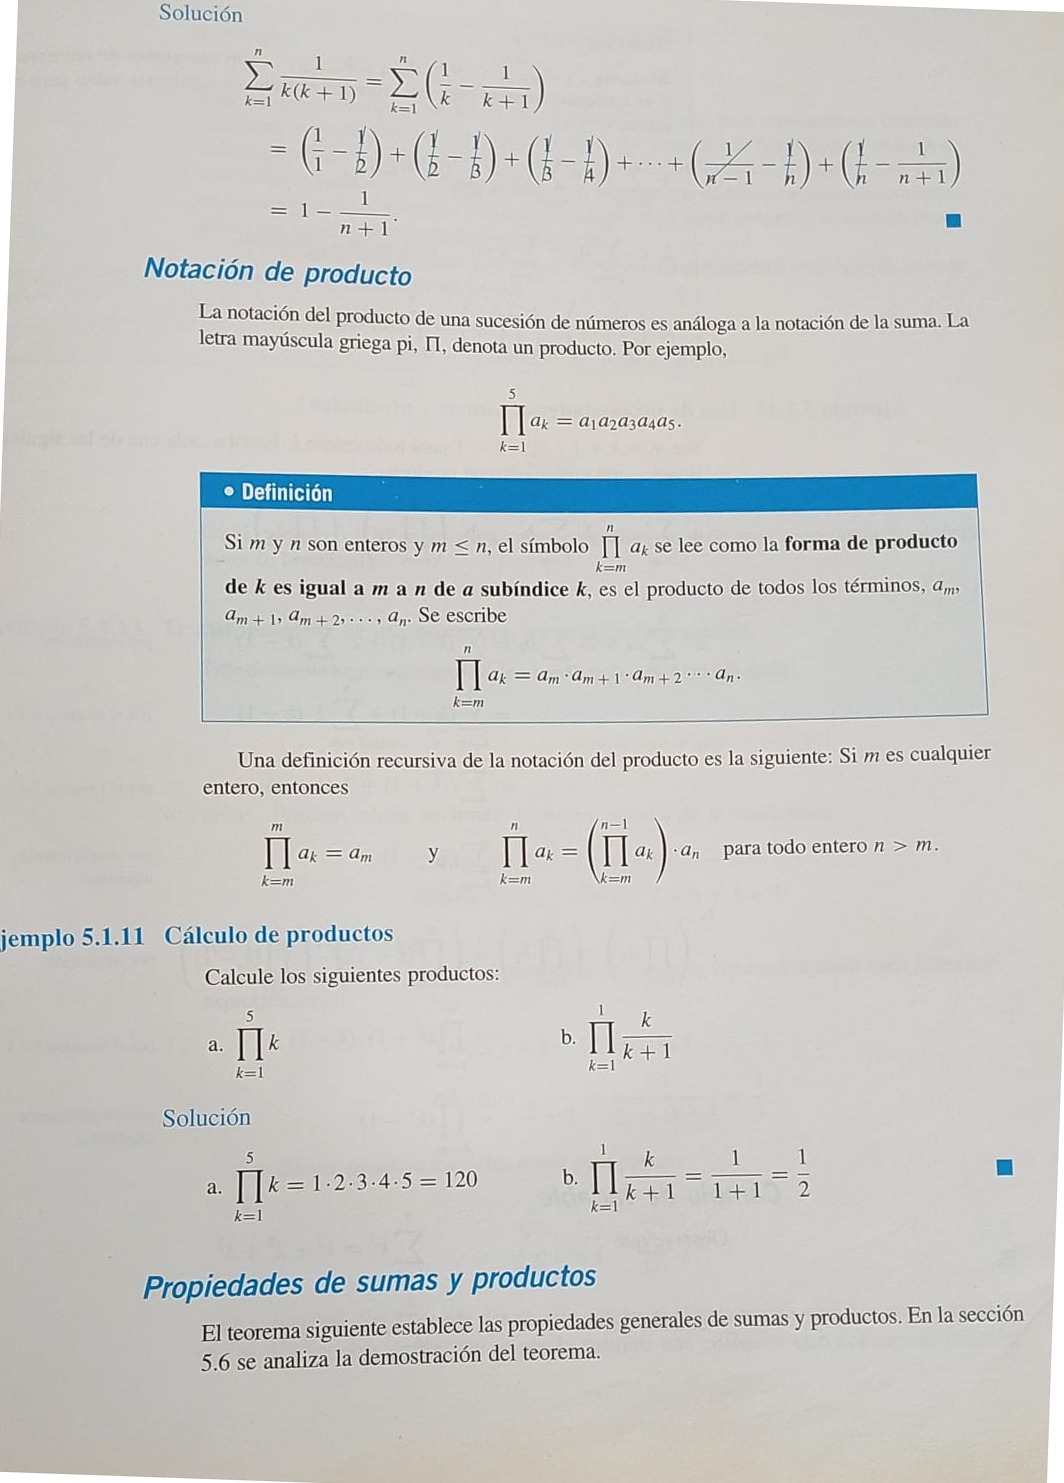 Solución
∑_{k=1}^{n} 1/(k(k + 1)) = ∑_{k=1}^{n} (1/k − 1/(k + 1))
= (1/1 − 1/2) + (1/2 − 1/3) + (1/3 − 1/4) + ··· + (1/(n − 1) − 1/n) + (1/n − 1/(n + 1))
= 1 − 1/(n + 1).
Notación de producto
La notación del producto de una sucesión de números es análoga a la notación de la suma. La
letra mayúscula griega pi, Π, denota un producto. Por ejemplo,
∏_{k=1}^{5} a_k = a₁a₂a₃a₄a₅.
• Definición
Si m y n son enteros y m ≤ n, el símbolo ∏_{k=m}^{n} a_k se lee como la forma de producto
de k es igual a m a n de a subíndice k, es el producto de todos los términos, a_m,
a_{m + 1}, a_{m + 2}, . . . , a_n. Se escribe
∏_{k=m}^{n} a_k = a_m · a_{m + 1} · a_{m + 2} ··· a_n.
Una definición recursiva de la notación del producto es la siguiente: Si m es cualquier
entero, entonces
∏_{k=m}^{m} a_k = a_m y ∏_{k=m}^{n} a_k = (∏_{k=m}^{n−1} a_k) · a_n para todo entero n > m.
jemplo 5.1.11 Cálculo de productos
Calcule los siguientes productos:
a. ∏_{k=1}^{5} k b. ∏_{k=1}^{1} k/(k + 1)
Solución
a. ∏_{k=1}^{5} k = 1 · 2 · 3 · 4 · 5 = 120 b. ∏_{k=1}^{1} k/(k + 1) = 1/(1 + 1) = 1/2
Propiedades de sumas y productos
El teorema siguiente establece las propiedades generales de sumas y productos. En la sección
5.6 se analiza la demostración del teorema.